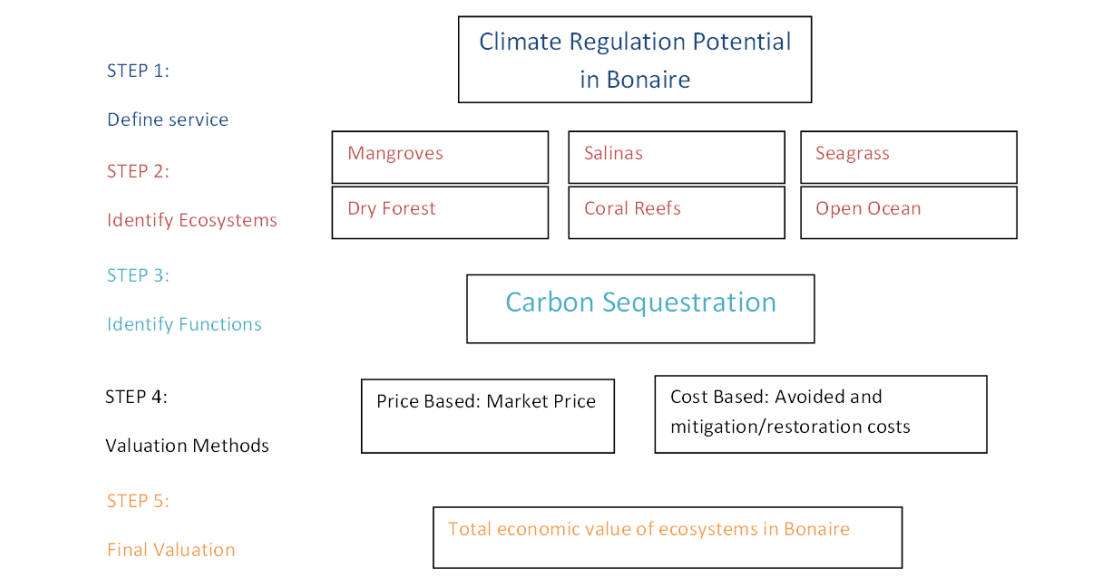 Climate Regulation Potential
in Bonaire
STEP 1:
Define service
Mangroves
Salinas
Seagrass
STEP 2:
Dry Forest
Coral Reefs
Open Ocean
Identify Ecosystems
STEP 3:
Carbon Sequestration
Identify Functions
STEP 4:
Price Based: Market Price
Cost Based: Avoided and
mitigation/restoration costs
Valuation Methods
STEP 5:
Total economic value of ecosystems in Bonaire
Final Valuation